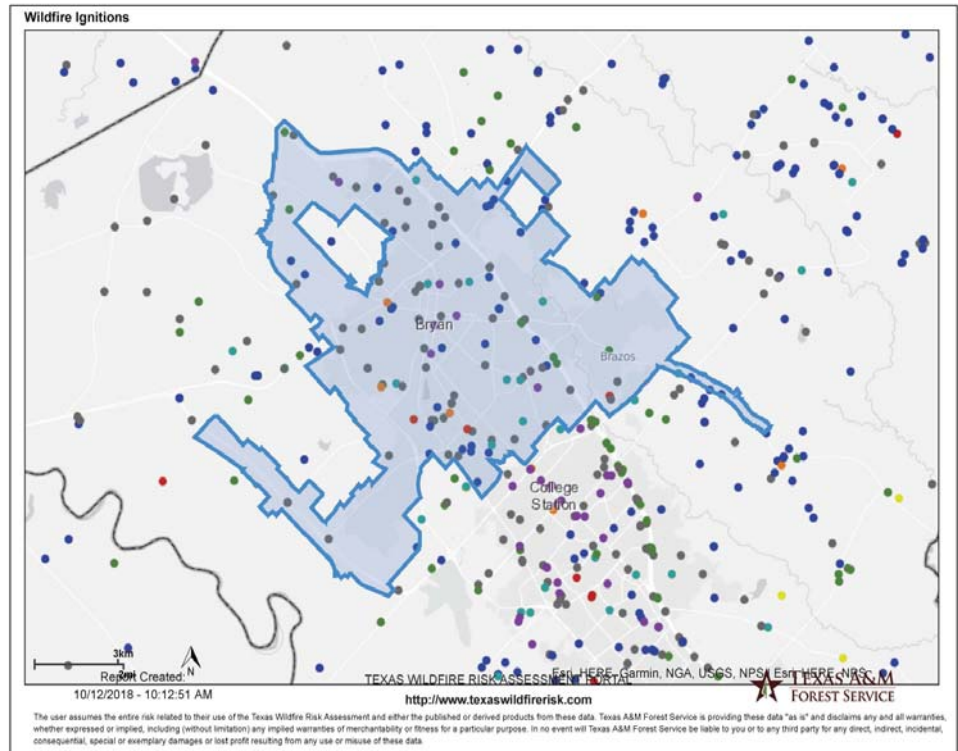 Wildfire Ignitions
Bryan
Brazos
College
Station
3km
2mi
N
Report Created:
10/12/2018 - 10:12:51 AM
TEXAS WILDFIRE RISK ASSESSMENT PORTAL
http://www.texaswildfirerisk.com
Esri, HERE, Garmin, NGA, USGS, NPS | Esri, HERE, NPS
TEXAS A&M
FOREST SERVICE
The user assumes the entire risk related to their use of the Texas Wildfire Risk Assessment and either the published or derived products from these data. Texas A&M Forest Service is providing these data "as is" and disclaims any and all warranties,
whether expressed or implied, including (without limitation) any implied warranties of merchantability or fitness for a particular purpose. In no event will Texas A&M Forest Service be liable to you or to any third party for any direct, indirect, incidental,
consequential, special or exemplary damages or lost profit resulting from any use or misuse of these data.